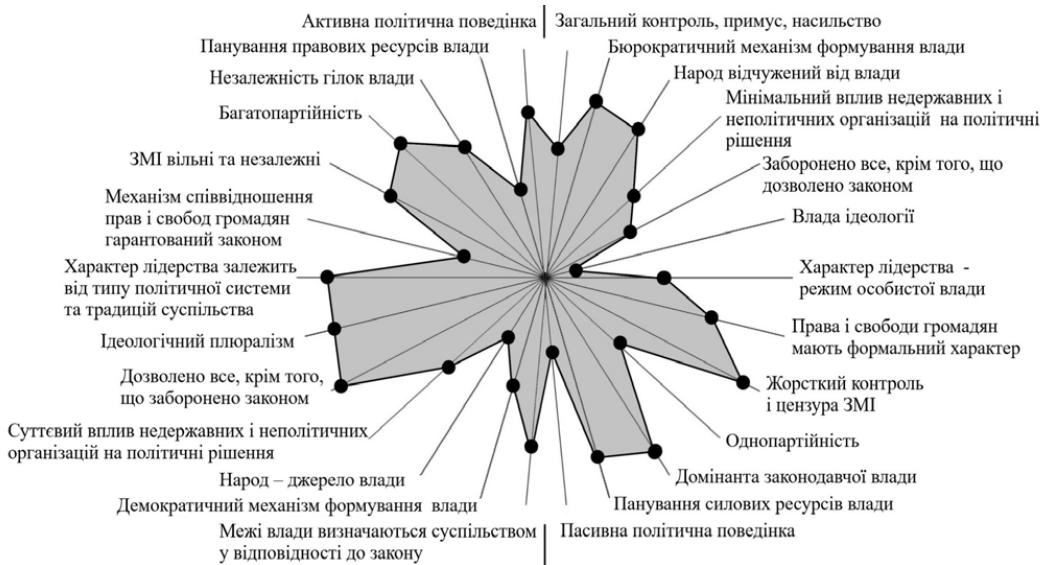 Активна політична поведінка
Загальний контроль, примус, насильство
Панування правових ресурсів влади
Бюрократичний механізм формування влади
Незалежність гілок влади
Народ відчужений від влади
Багатопартійність
Мінімальний вплив недержавних і
неполітичних організацій на політичні
рішення
ЗМІ вільні та незалежні
Заборонено все, крім того, що
дозволено законом
Механізм співвідношення
прав і свобод громадян
гарантований законом
Влада ідеології
Характер лідерства залежить
від типу політичної системи
та традицій суспільства
Характер лідерства -
режим особистої влади
Ідеологічний плюралізм
Права і свободи громадян
мають формальний характер
Дозволено все, крім того,
що заборонено законом
Жорсткий контроль
і цензура ЗМІ
Суттєвий вплив недержавних і неполітичних
організацій на політичні рішення
Однопартійність
Народ – джерело влади
Домінанта законодавчої влади
Демократичний механізм формування влади
Панування силових ресурсів влади
Межі влади визначаються суспільством
у відповідності до закону
Пасивна політична поведінка